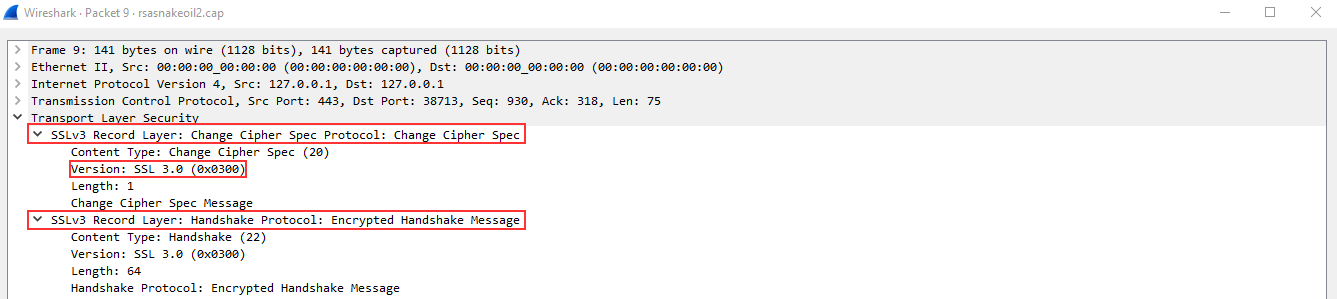 Wireshark · Packet 9 · rsasnakeoil2.cap
Frame 9: 141 bytes on wire (1128 bits), 141 bytes captured (1128 bits)
Ethernet II, Src: 00:00:00_00:00:00 (00:00:00:00:00:00), Dst: 00:00:00_00:00:00 (00:00:00:00:00:00)
Internet Protocol Version 4, Src: 127.0.0.1, Dst: 127.0.0.1
Transmission Control Protocol, Src Port: 443, Dst Port: 38713, Seq: 930, Ack: 318, Len: 75
Transport Layer Security
SSLv3 Record Layer: Change Cipher Spec Protocol: Change Cipher Spec
Content Type: Change Cipher Spec (20)
Version: SSL 3.0 (0x0300)
Length: 1
Change Cipher Spec Message
SSLv3 Record Layer: Handshake Protocol: Encrypted Handshake Message
Content Type: Handshake (22)
Version: SSL 3.0 (0x0300)
Length: 64
Handshake Protocol: Encrypted Handshake Message